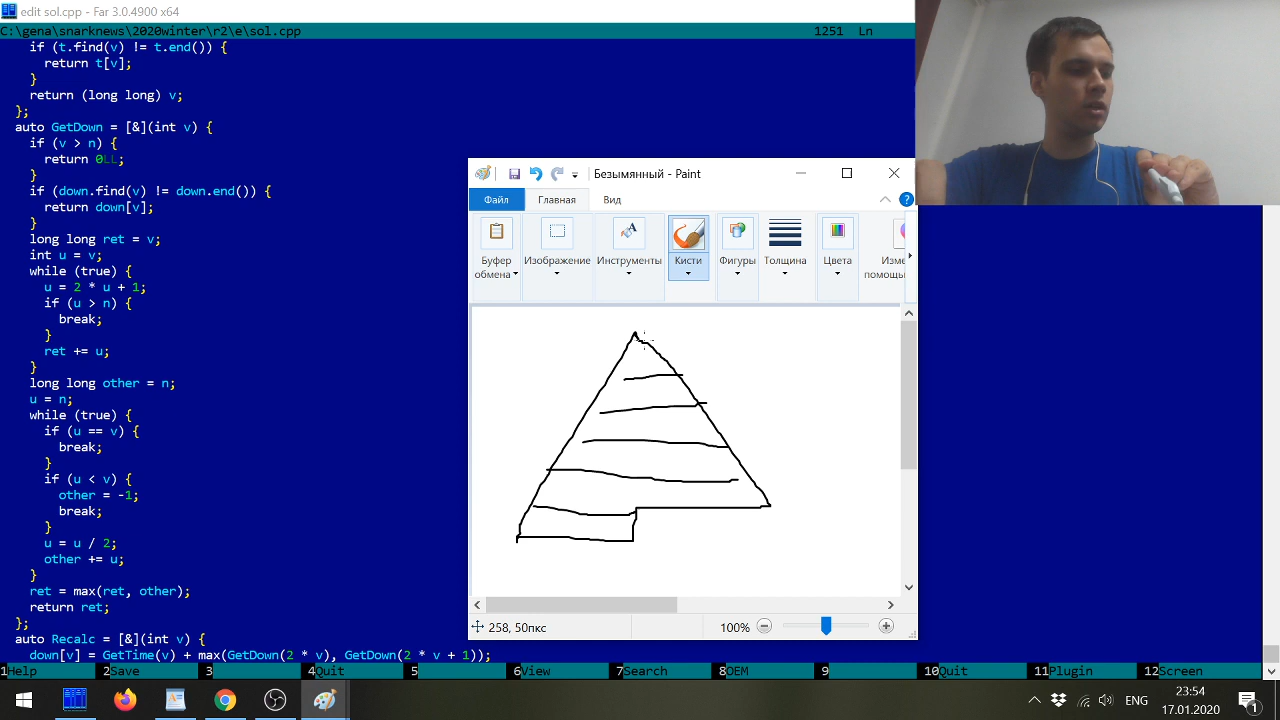 edit sol.cpp - Far 3.0.4900 x64
C:\gena\snarknews\2020winter\r2\e\sol.cpp 1251 Ln
if (t.find(v) != t.end()) {
return t[v];
}
return (long long) v;
};
auto GetDown = [&](int v) {
if (v > n) {
return 0LL;
}
if (down.find(v) != down.end()) {
return down[v];
}
long long ret = v;
int u = v;
while (true) {
u = 2 * u + 1;
if (u > n) {
break;
}
ret += u;
}
long long other = n;
u = n;
while (true) {
if (u == v) {
break;
}
if (u < v) {
other = -1;
break;
}
u = u / 2;
other += u;
}
ret = max(ret, other);
return ret;
};
auto Recalc = [&](int v) {
down[v] = GetTime(v) + max(GetDown(2 * v), GetDown(2 * v + 1));
1Help 2Save 3 4Quit 5 6View 7Search 8OEM 9 10Quit 11Plugin 12Screen
Безымянный - Paint
Файл Главная Вид
Буфер обмена
Изображение
Инструменты
Кисти
Фигуры
Толщина
Цвета
Изме
помощы
258, 50пкс 100%
ENG
23:54
17.01.2020
1